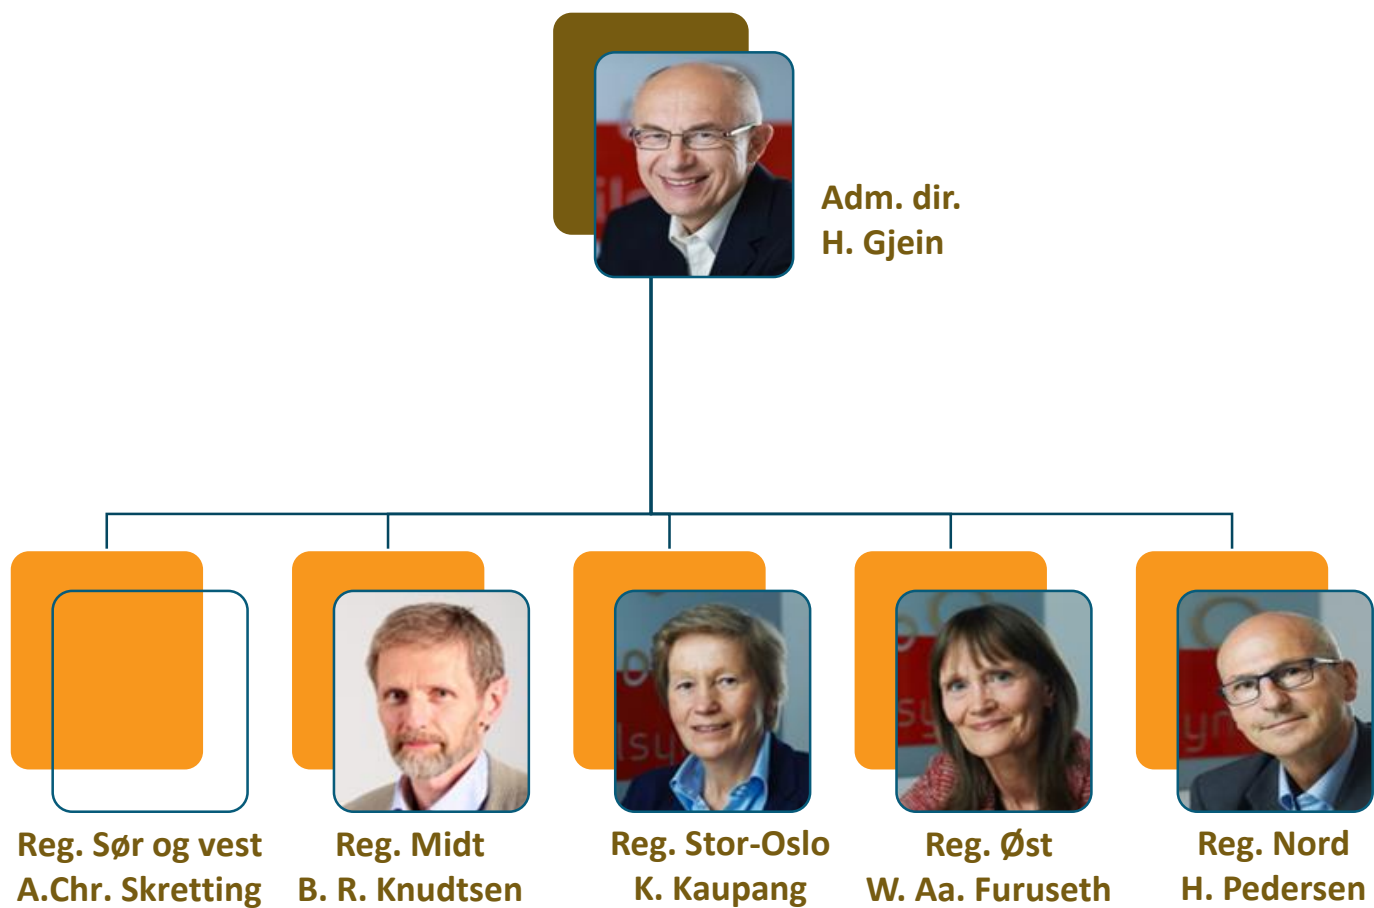 Adm. dir.
H. Gjein
Reg. Sør og vest
A.Chr. Skretting
Reg. Midt
B. R. Knudtsen
Reg. Stor-Oslo
K. Kaupang
Reg. Øst
W. Aa. Furuseth
Reg. Nord
H. Pedersen